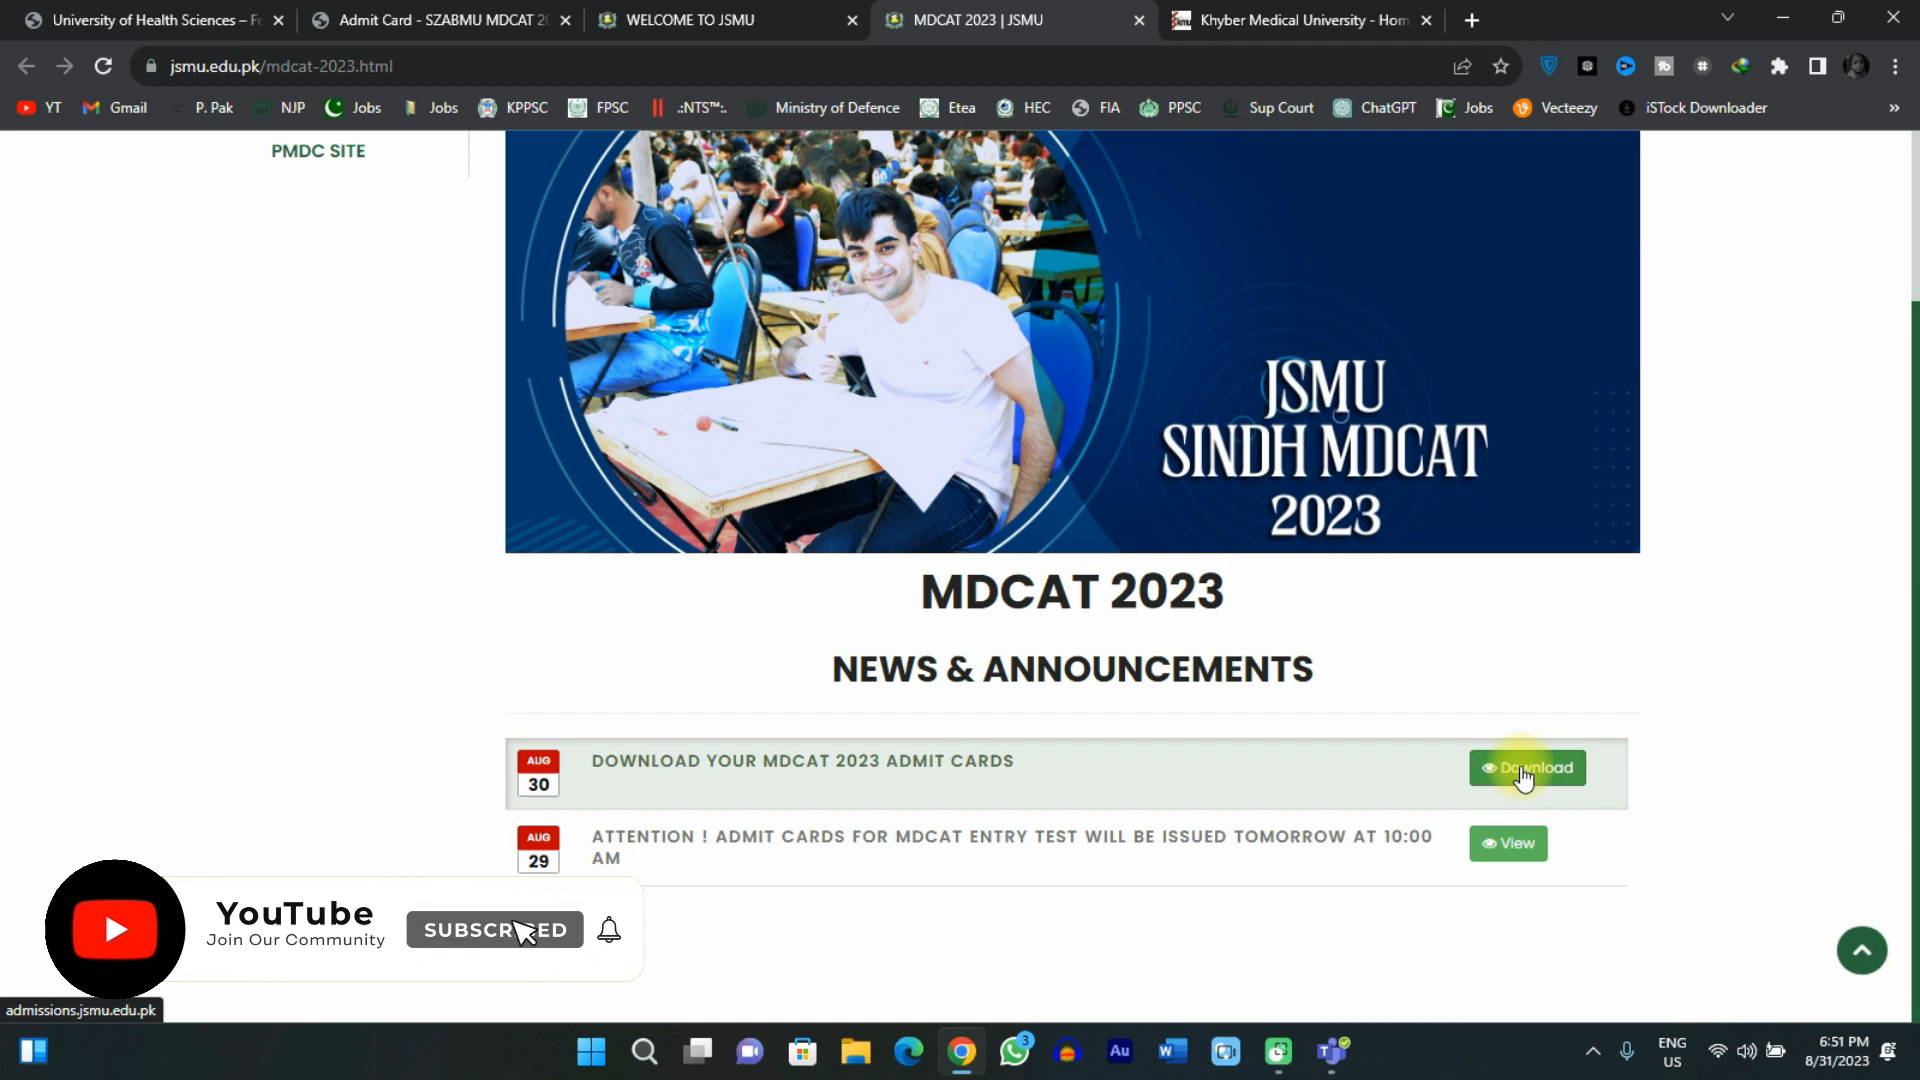 University of Health Sciences – Fo
Admit Card - SZABMU MDCAT 20
WELCOME TO JSMU
MDCAT 2023 | JSMU
Khyber Medical University - Hom
jsmu.edu.pk/mdcat-2023.html
YT
Gmail
P. Pak
NJP
Jobs
Jobs
KPPSC
FPSC
.:NTS™:.
Ministry of Defence
Etea
HEC
FIA
PPSC
Sup Court
ChatGPT
Jobs
Vecteezy
iSTock Downloader
»
PMDC SITE
JSMU
SINDH MDCAT
2023
MDCAT 2023
NEWS & ANNOUNCEMENTS
AUG
30
DOWNLOAD YOUR MDCAT 2023 ADMIT CARDS
Download
AUG
29
ATTENTION ! ADMIT CARDS FOR MDCAT ENTRY TEST WILL BE ISSUED TOMORROW AT 10:00
AM
View
YouTube
Join Our Community
SUBSCRIBED
admissions.jsmu.edu.pk
3
Au
W
T
ENG
US
6:51 PM
8/31/2023